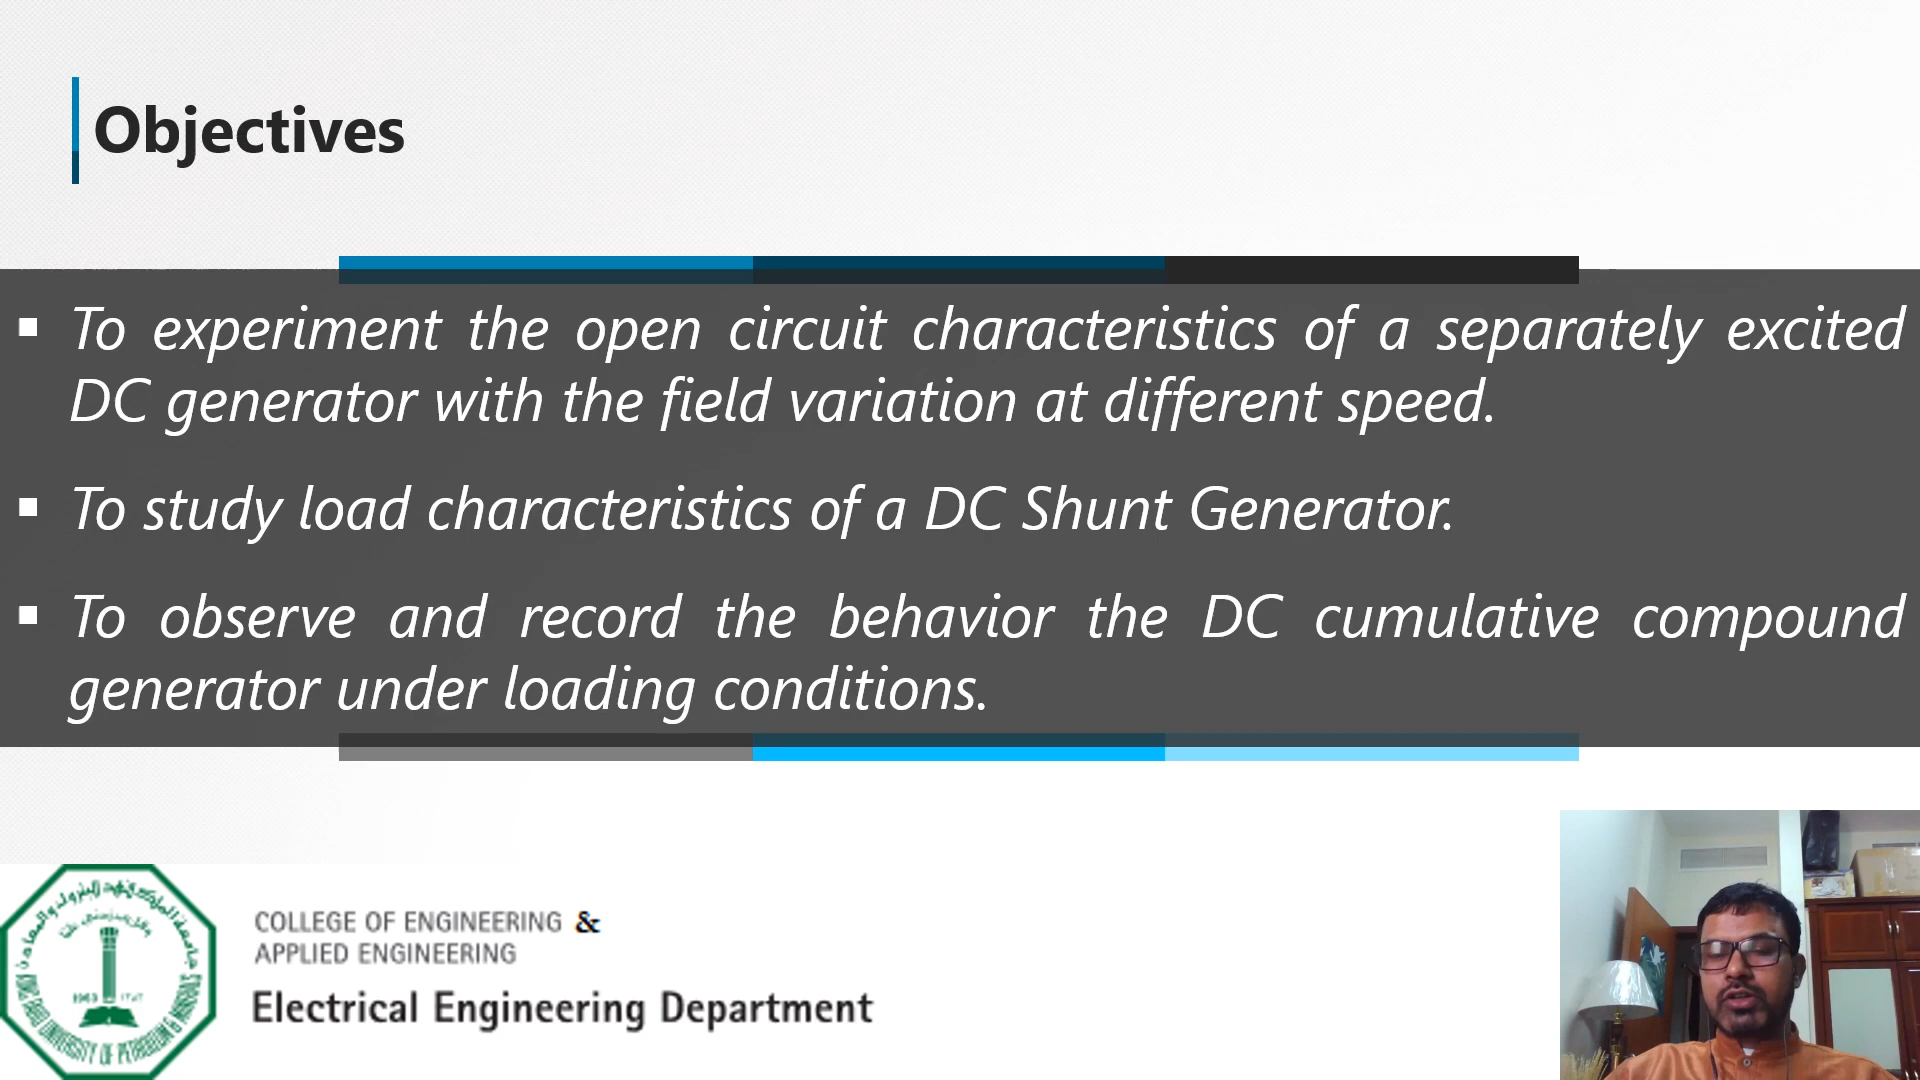 Objectives
▪ To experiment the open circuit characteristics of a separately excited
DC generator with the field variation at different speed.
▪ To study load characteristics of a DC Shunt Generator.
▪ To observe and record the behavior the DC cumulative compound
generator under loading conditions.
COLLEGE OF ENGINEERING &
APPLIED ENGINEERING
Electrical Engineering Department
1963